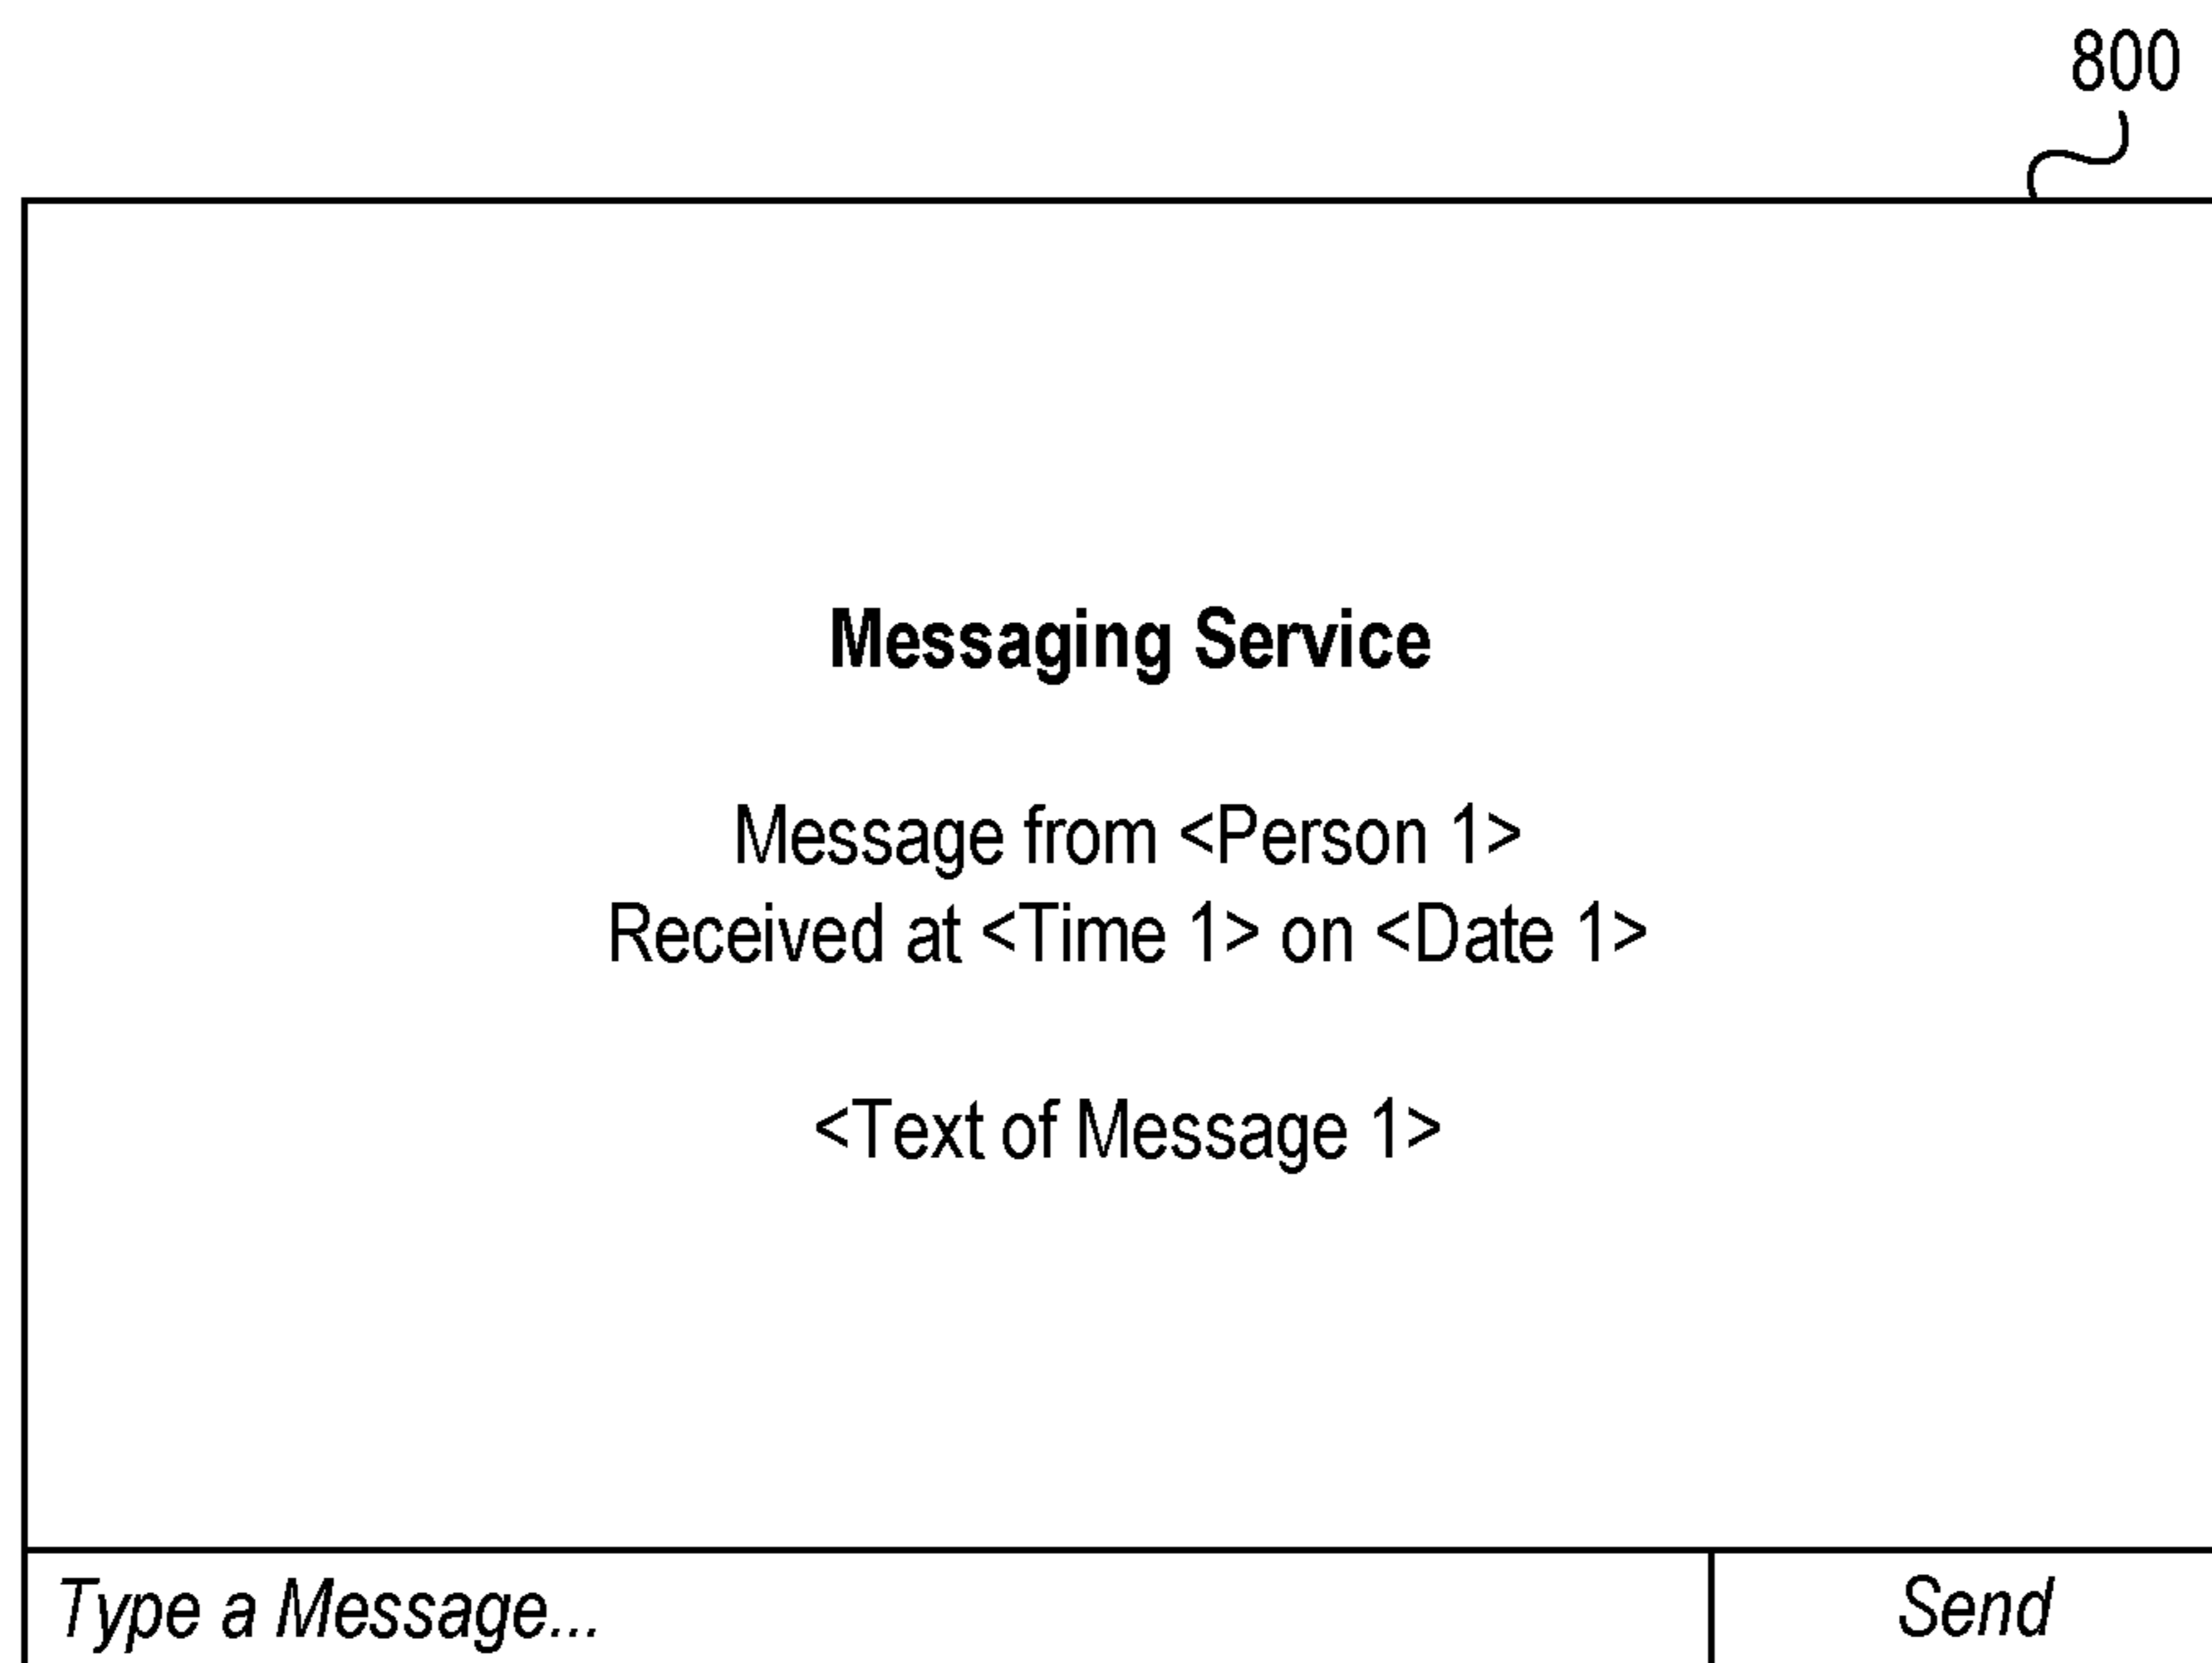 800
Messaging Service
Message from <Person 1>
Received at <Time 1> on <Date 1>
<Text of Message 1>
Type a Message...
Send